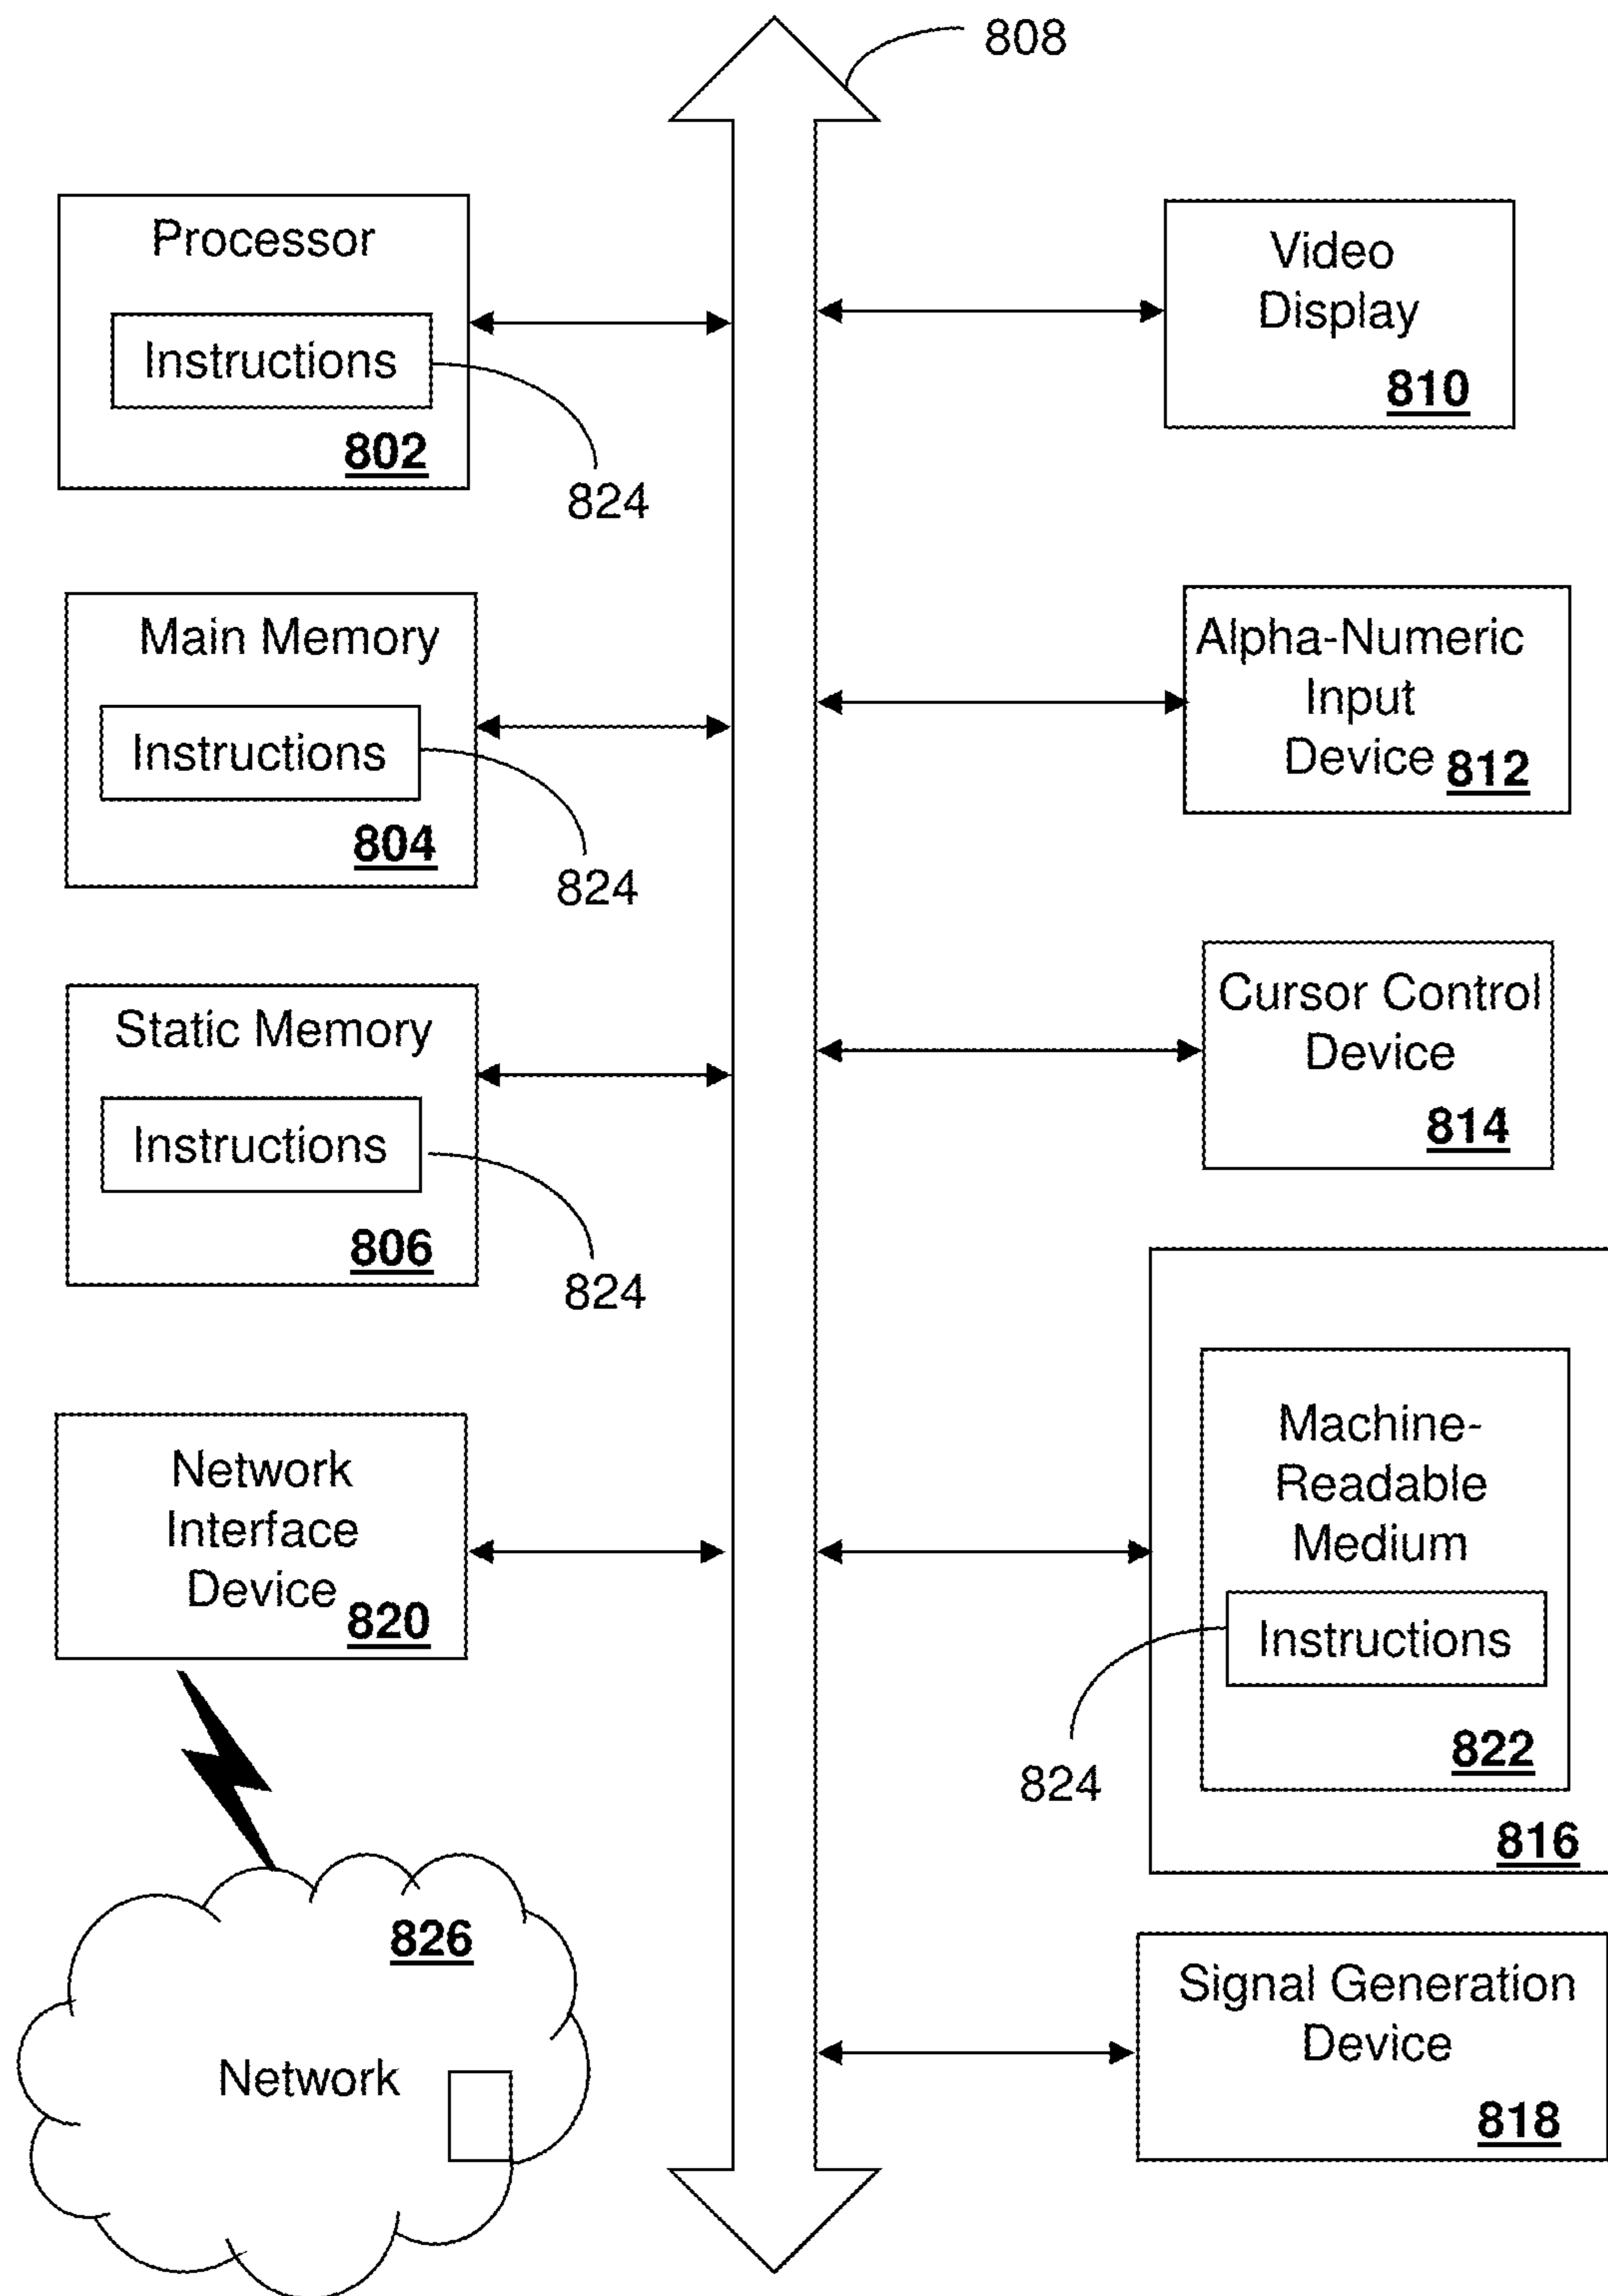 808
Processor
Instructions
802
824
Main Memory
Instructions
804
824
Static Memory
Instructions
806
824
Network
Interface
Device
820
826
Network
Video
Display
810
Alpha-Numeric
Input
Device 812
Cursor Control
Device
814
Machine-
Readable
Medium
Instructions
824
822
816
Signal Generation
Device
818